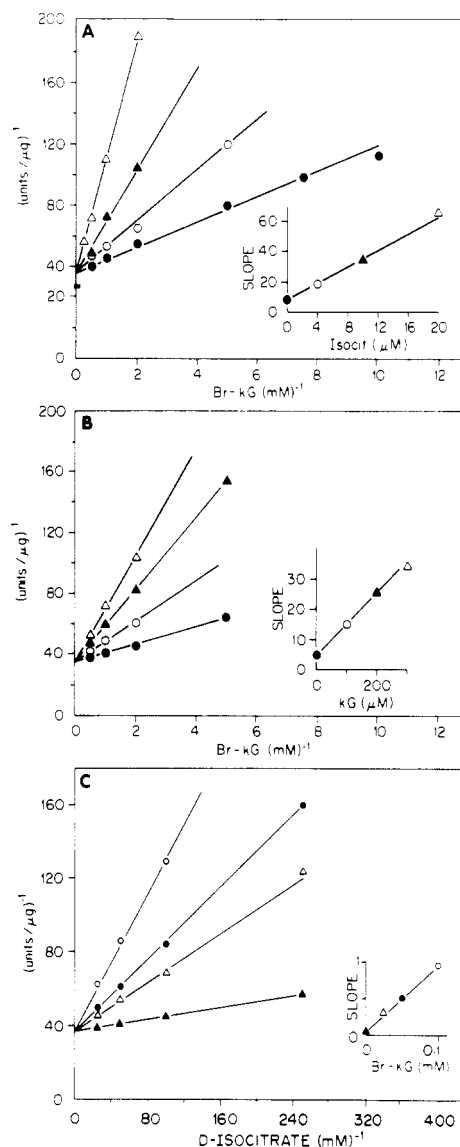 A
200
160
120
80
40
20
0
(units/μg)⁻¹
0 2 4 6 8 10 12
Br-kG (mM)⁻¹
60
40
20
0
SLOPE
0 4 8 12 16 20
Isocit (μM)
B
200
160
120
80
40
0
(units/μg)⁻¹
0 2 4 6 8 10 12
Br-kG (mM)⁻¹
30
20
10
0
SLOPE
0 200
kG (μM)
C
160
120
80
40
0
(units/μg)⁻¹
0 80 160 240 320 400
D-ISOCITRATE (mM)⁻¹
1
0
SLOPE
0 0.1
Br-kG (mM)